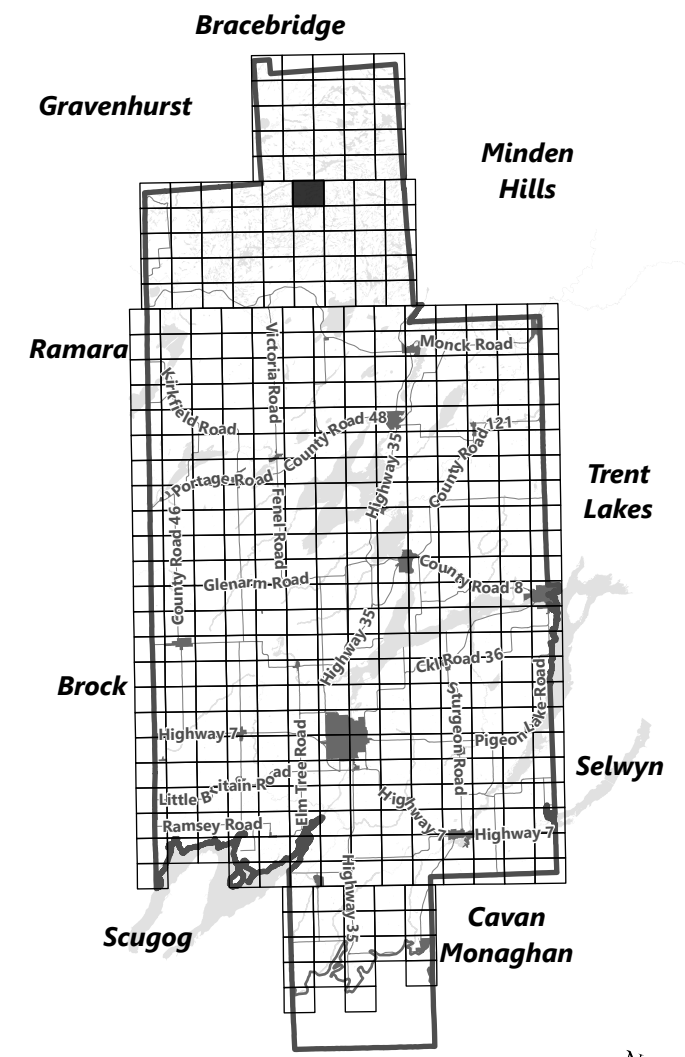 Bracebridge
Gravenhurst
Minden
Hills
Ramara
Victoria Road
Monck Road
Kirkfield Road
County Road 48
Highway 35
County Road 121
Portage Road
Trent
Lakes
County Road 46
Fenel Road
Glenarm Road
County Road 8
Highway 35
Ckl Road 36
Brock
Sturgeon Road
Pigeon Lake Road
Highway 7
Elm Tree Road
Selwyn
Little Britain Road
Highway 7
Highway 7
Ramsey Road
Highway 35
Scugog
Cavan
Monaghan